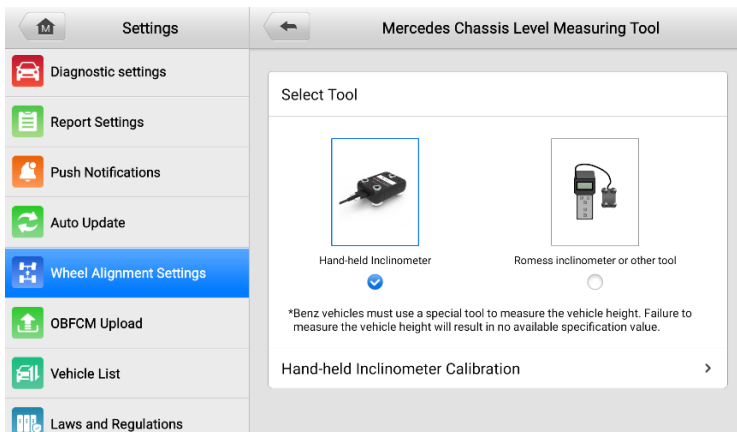 Settings
Mercedes Chassis Level Measuring Tool
Diagnostic settings
Report Settings
Push Notifications
Auto Update
Wheel Alignment Settings
OBFCM Upload
Vehicle List
Laws and Regulations
Select Tool
Hand-held Inclinometer
Romess inclinometer or other tool
*Benz vehicles must use a special tool to measure the vehicle height. Failure to
measure the vehicle height will result in no available specification value.
Hand-held Inclinometer Calibration